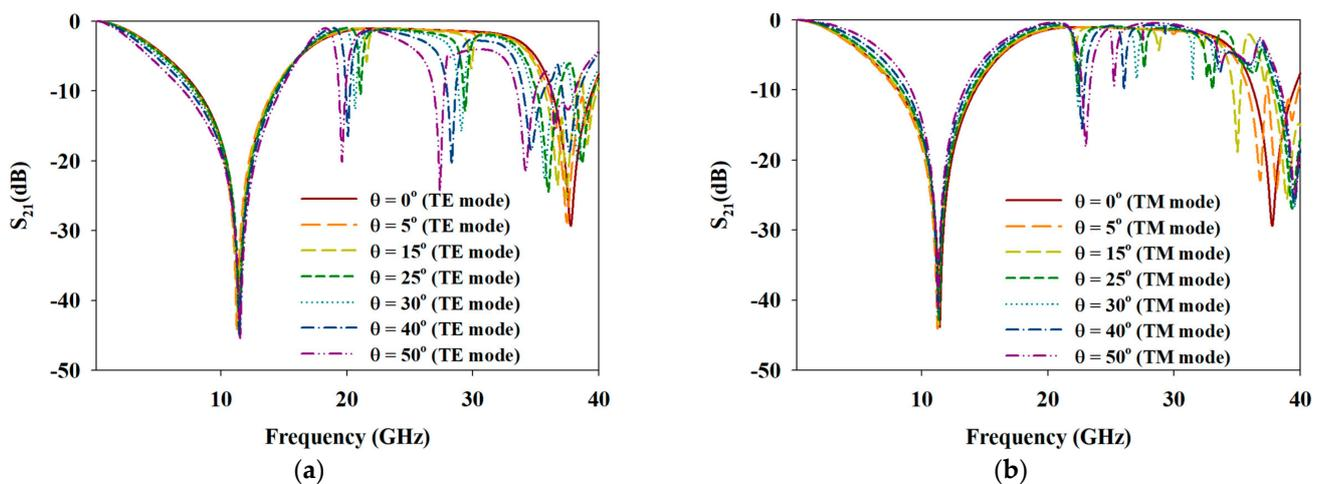 0
-10
-20
-30
-40
-50
S21(dB)
θ = 0° (TE mode)
θ = 5° (TE mode)
θ = 15° (TE mode)
θ = 25° (TE mode)
θ = 30° (TE mode)
θ = 40° (TE mode)
θ = 50° (TE mode)
10 20 30 40
Frequency (GHz)
(a)
0
-10
-20
-30
-40
-50
S21(dB)
θ = 0° (TM mode)
θ = 5° (TM mode)
θ = 15° (TM mode)
θ = 25° (TM mode)
θ = 30° (TM mode)
θ = 40° (TM mode)
θ = 50° (TM mode)
10 20 30 40
Frequency (GHz)
(b)